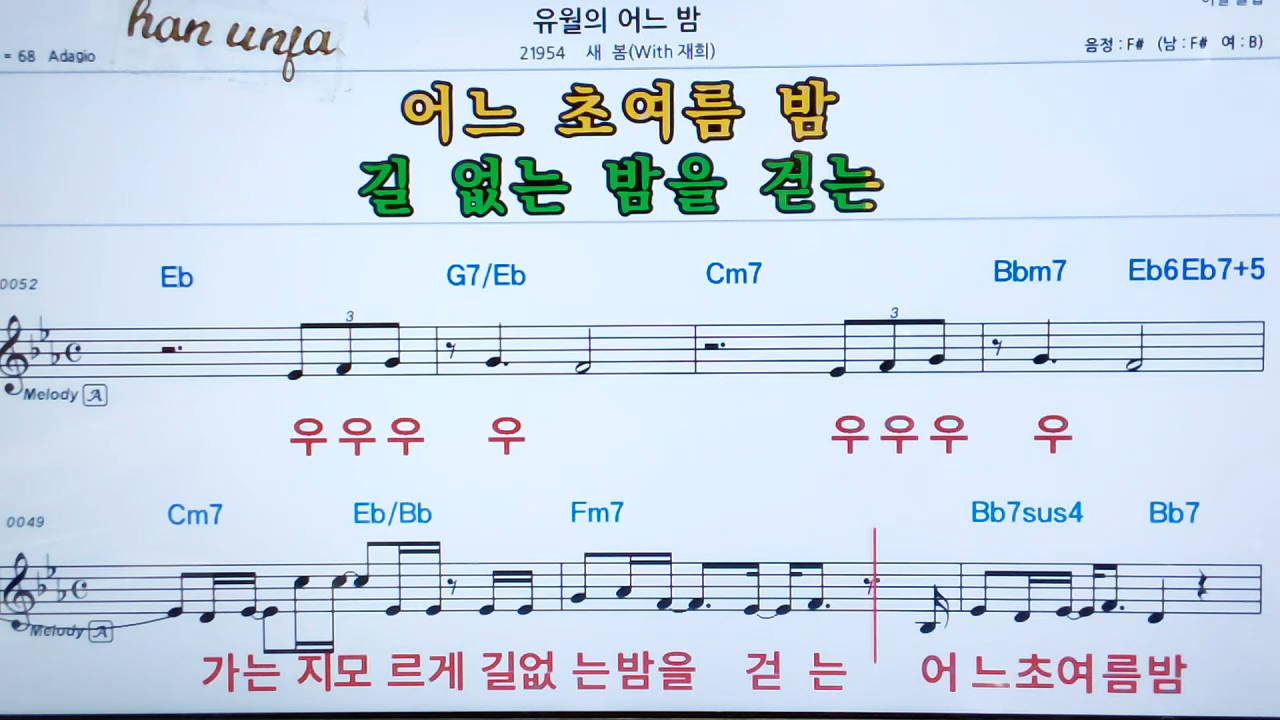 han unja
유월의 어느 밤
= 68 Adagio
21954 새 봄(With 재희)
음정 : F# (남 : F# 여 : B)
어느 초여름 밤
길 없는 밤을 걷는
0052 Eb G7/Eb Cm7 Bbm7 Eb6 Eb7+5
3 3
Melody A
우 우 우 우 우 우 우 우
0049 Cm7 Eb/Bb Fm7 Bb7sus4 Bb7
Melody A
가는 지모 르게 길없 는밤을 걷 는 어 느초여름밤